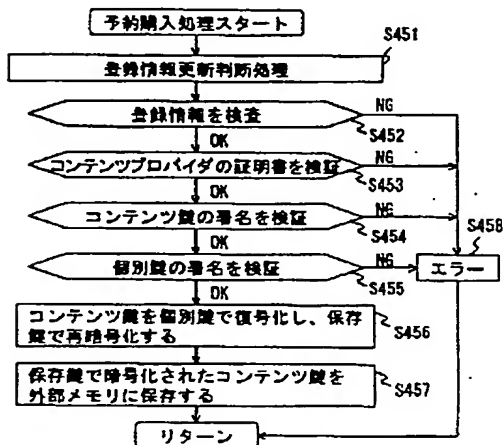 予約購入処理スタート
S451
登録情報更新判断処理
登録情報を検査
NG
S452
OK
コンテンツプロバイダの証明書を検証
NG
S453
OK
コンテンツ鍵の署名を検証
NG
S454
S458
OK
個別鍵の署名を検証
NG
エラー
S455
OK
コンテンツ鍵を個別鍵で復号化し、保存
鍵で再暗号化する
S456
保存鍵で暗号化されたコンテンツ鍵を
外部メモリに保存する
S457
リターン